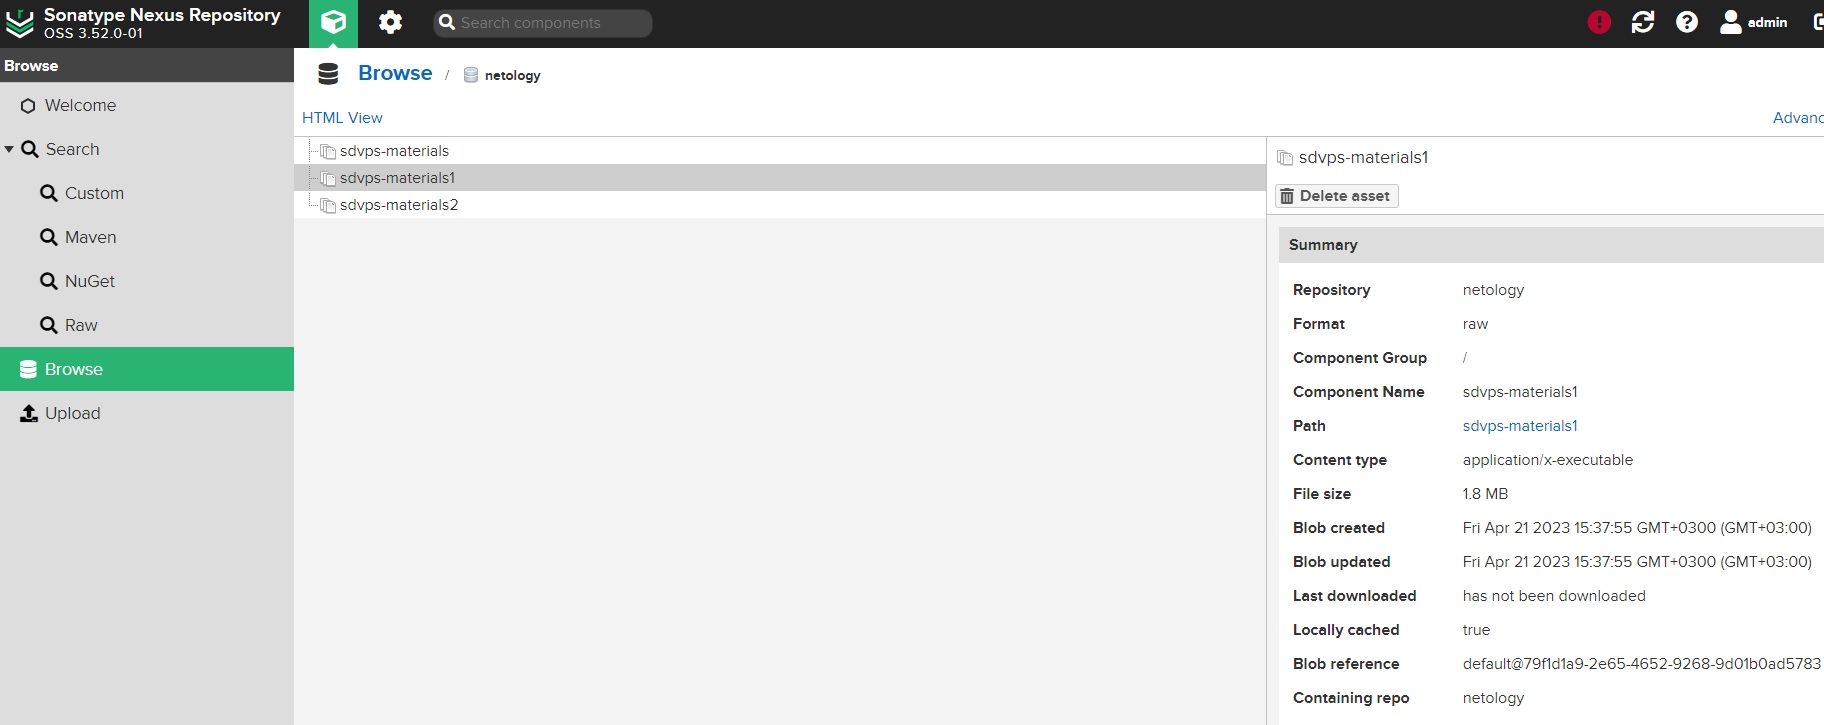 Sonatype Nexus Repository
OSS 3.52.0-01
Search components
admin
Browse
Welcome
Search
Custom
Maven
NuGet
Raw
Browse
Upload
Browse / netology
HTML View
Advanc
sdvps-materials
sdvps-materials1
sdvps-materials2
sdvps-materials1
Delete asset
Summary
Repository netology
Format raw
Component Group /
Component Name sdvps-materials1
Path sdvps-materials1
Content type application/x-executable
File size 1.8 MB
Blob created Fri Apr 21 2023 15:37:55 GMT+0300 (GMT+03:00)
Blob updated Fri Apr 21 2023 15:37:55 GMT+0300 (GMT+03:00)
Last downloaded has not been downloaded
Locally cached true
Blob reference default@79f1d1a9-2e65-4652-9268-9d01b0ad5783
Containing repo netology